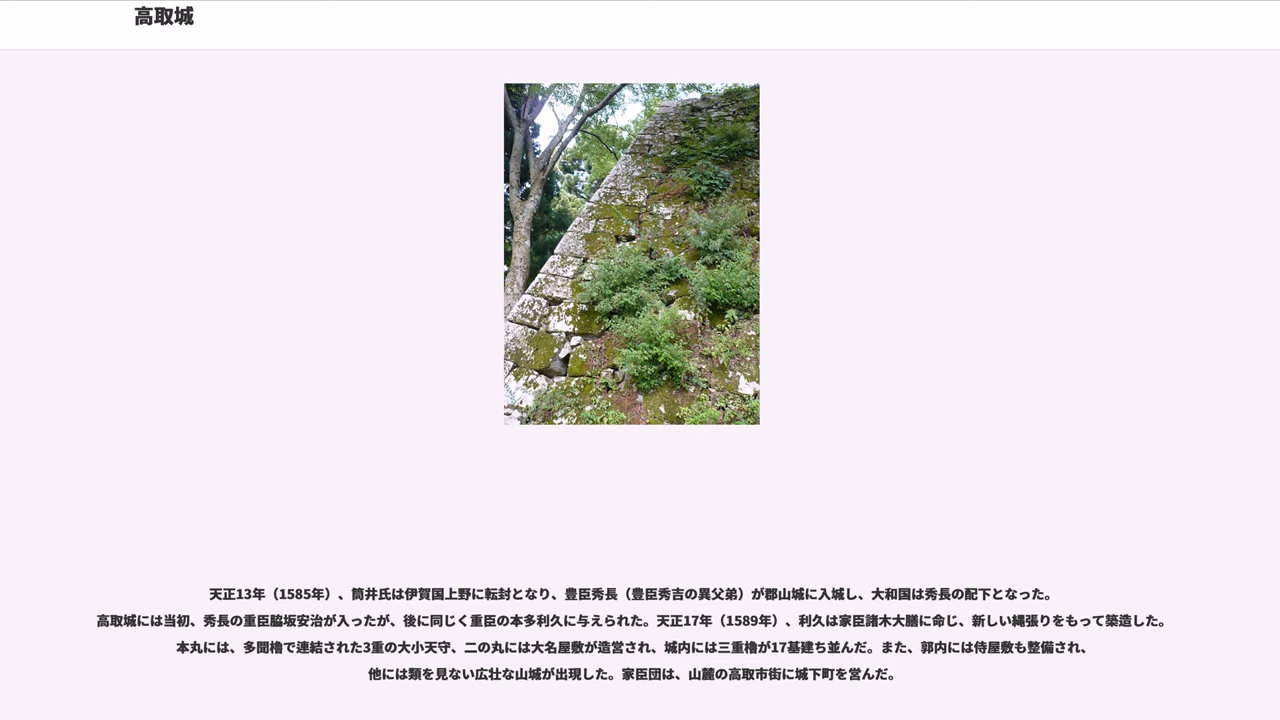 高取城
天正13年（1585年）、筒井氏は伊賀国上野に転封となり、豊臣秀長（豊臣秀吉の異父弟）が郡山城に入城し、大和国は秀長の配下となった。
高取城には当初、秀長の重臣脇坂安治が入ったが、後に同じく重臣の本多利久に与えられた。天正17年（1589年）、利久は家臣諸木大膳に命じ、新しい縄張りをもって築造した。
本丸には、多聞櫓で連結された3重の大小天守、二の丸には大名屋敷が造営され、城内には三重櫓が17基建ち並んだ。また、郭内には侍屋敷も整備され、
他には類を見ない広壮な山城が出現した。家臣団は、山麓の高取市街に城下町を営んだ。